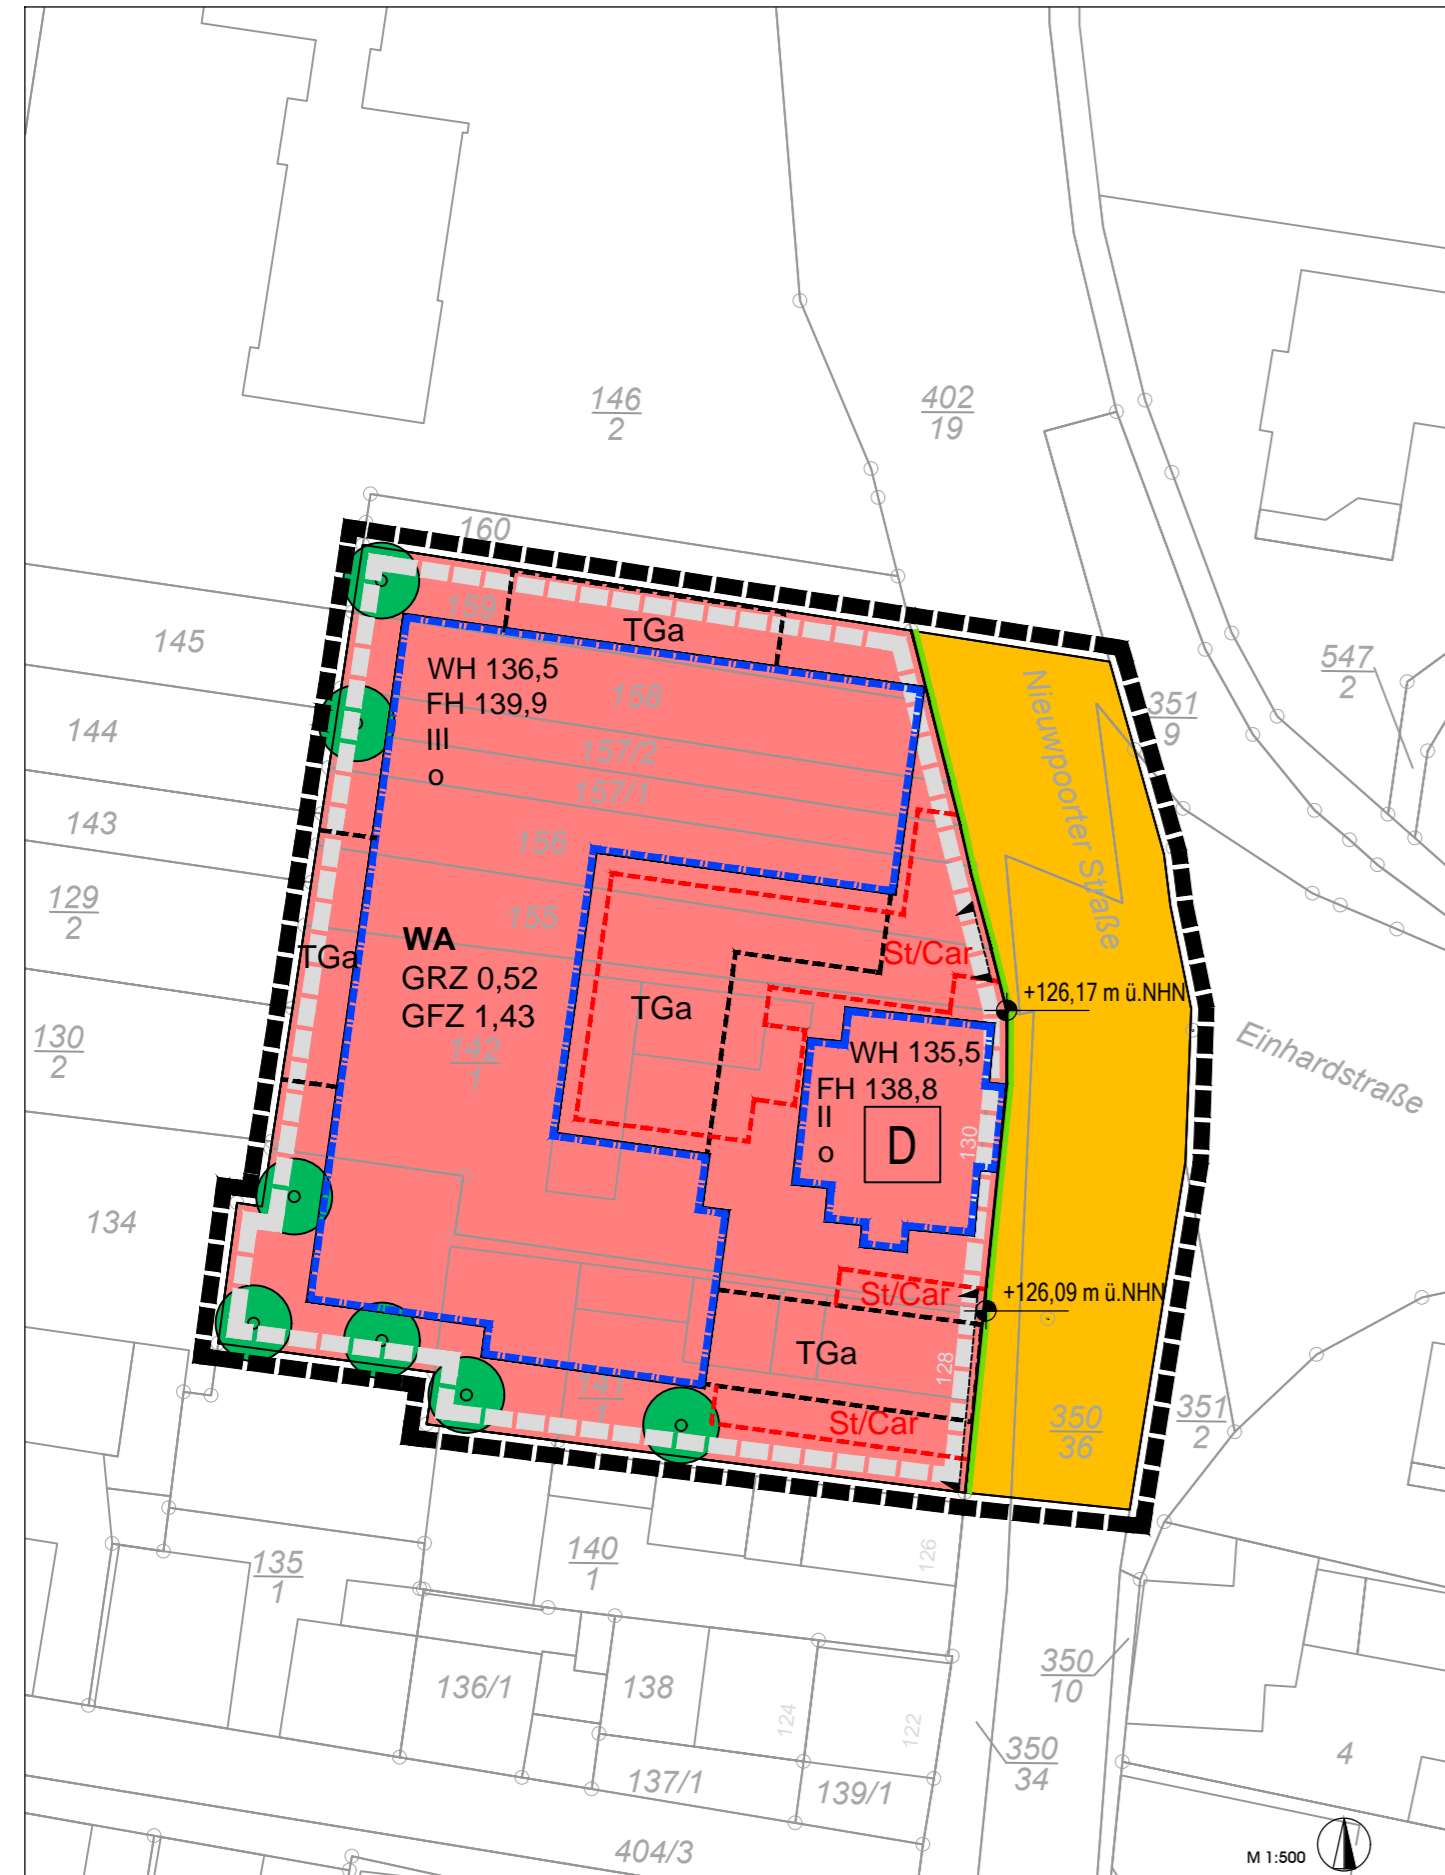 146
2
402
19
160
145
159
TGa
547
2
WH 136,5
FH 139,9
III
o
158
Nieuwpoorter Straße
351
9
144
157/2
157/1
143
156
129
2
155
WA
GRZ 0,52
GFZ 1,43
TGa
St/Car
TGa
+126,17 m ü.NHN
130
2
142
1
WH 135,5
FH 138,8
II
o
D
130
Einhardstraße
134
St/Car
+126,09 m ü.NHN
TGa
128
141
1
St/Car
350
36
351
2
135
1
140
1
126
136/1
138
124
122
350
10
350
34
4
137/1
139/1
404/3
M 1:500